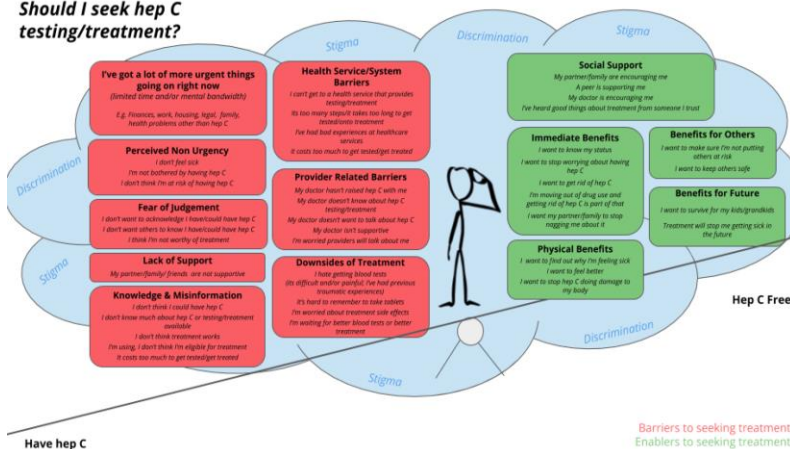 Should I seek hep C
testing/treatment?
Stigma
Discrimination
Stigma
I've got a lot of more urgent things
going on right now
(limited time and/or mental bandwidth)
E.g. Finances, work, housing, legal, family,
health problems other than hep C
Perceived Non Urgency
I don't feel sick
I'm not bothered by having hep C
I don't think I'm at risk of having hep C
Fear of Judgement
I don't want to acknowledge I have/could have hep C
I don't want others to know I have/could have hep C
I think I'm not worthy of treatment
Lack of Support
My partner/family/ friends are not supportive
Knowledge & Misinformation
I don't think I could have hep C
I don't know much about hep C or testing/treatment
available
I don't think treatment works
I'm using, I don't think I'm eligible for treatment
It costs too much to get tested/get treated
Health Service/System
Barriers
I can't get to a health service that provides
testing/treatment
Its too many steps/it takes too long to get
tested/onto treatment
I've had bad experiences at healthcare
services
It costs too much to get tested/get treated
Provider Related Barriers
My doctor hasn't raised hep C with me
My doctor doesn't know about hep C
testing/treatment
My doctor doesn't want to talk about hep C
My doctor isn't supportive
I'm worried providers will talk about me
Downsides of Treatment
I hate getting blood tests
(its difficult and/or painful, I've had previous
traumatic experiences)
It's hard to remember to take tablets
I'm worried about treatment side effects
I'm waiting for better blood tests or better
treatment
Social Support
My partner/family are encouraging me
A peer is supporting me
My doctor is encouraging me
I've heard good things about treatment from someone I trust
Immediate Benefits
I want to know my status
I want to stop worrying about having
hep C
I want to get rid of hep C
I'm moving out of drug use and
getting rid of hep C is part of that
I want my partner/family to stop
nagging me about it
Physical Benefits
I want to find out why I'm feeling sick
I want to feel better
I want to stop hep C doing damage to
my body
Benefits for Others
I want to make sure I'm not putting
others at risk
I want to keep others safe
Benefits for Future
I want to survive for my kids/grandkids
Treatment will stop me getting sick in
the future
Discrimination
Stigma
Stigma
Discrimination
Hep C Free
Have hep C
Barriers to seeking treatment
Enablers to seeking treatment